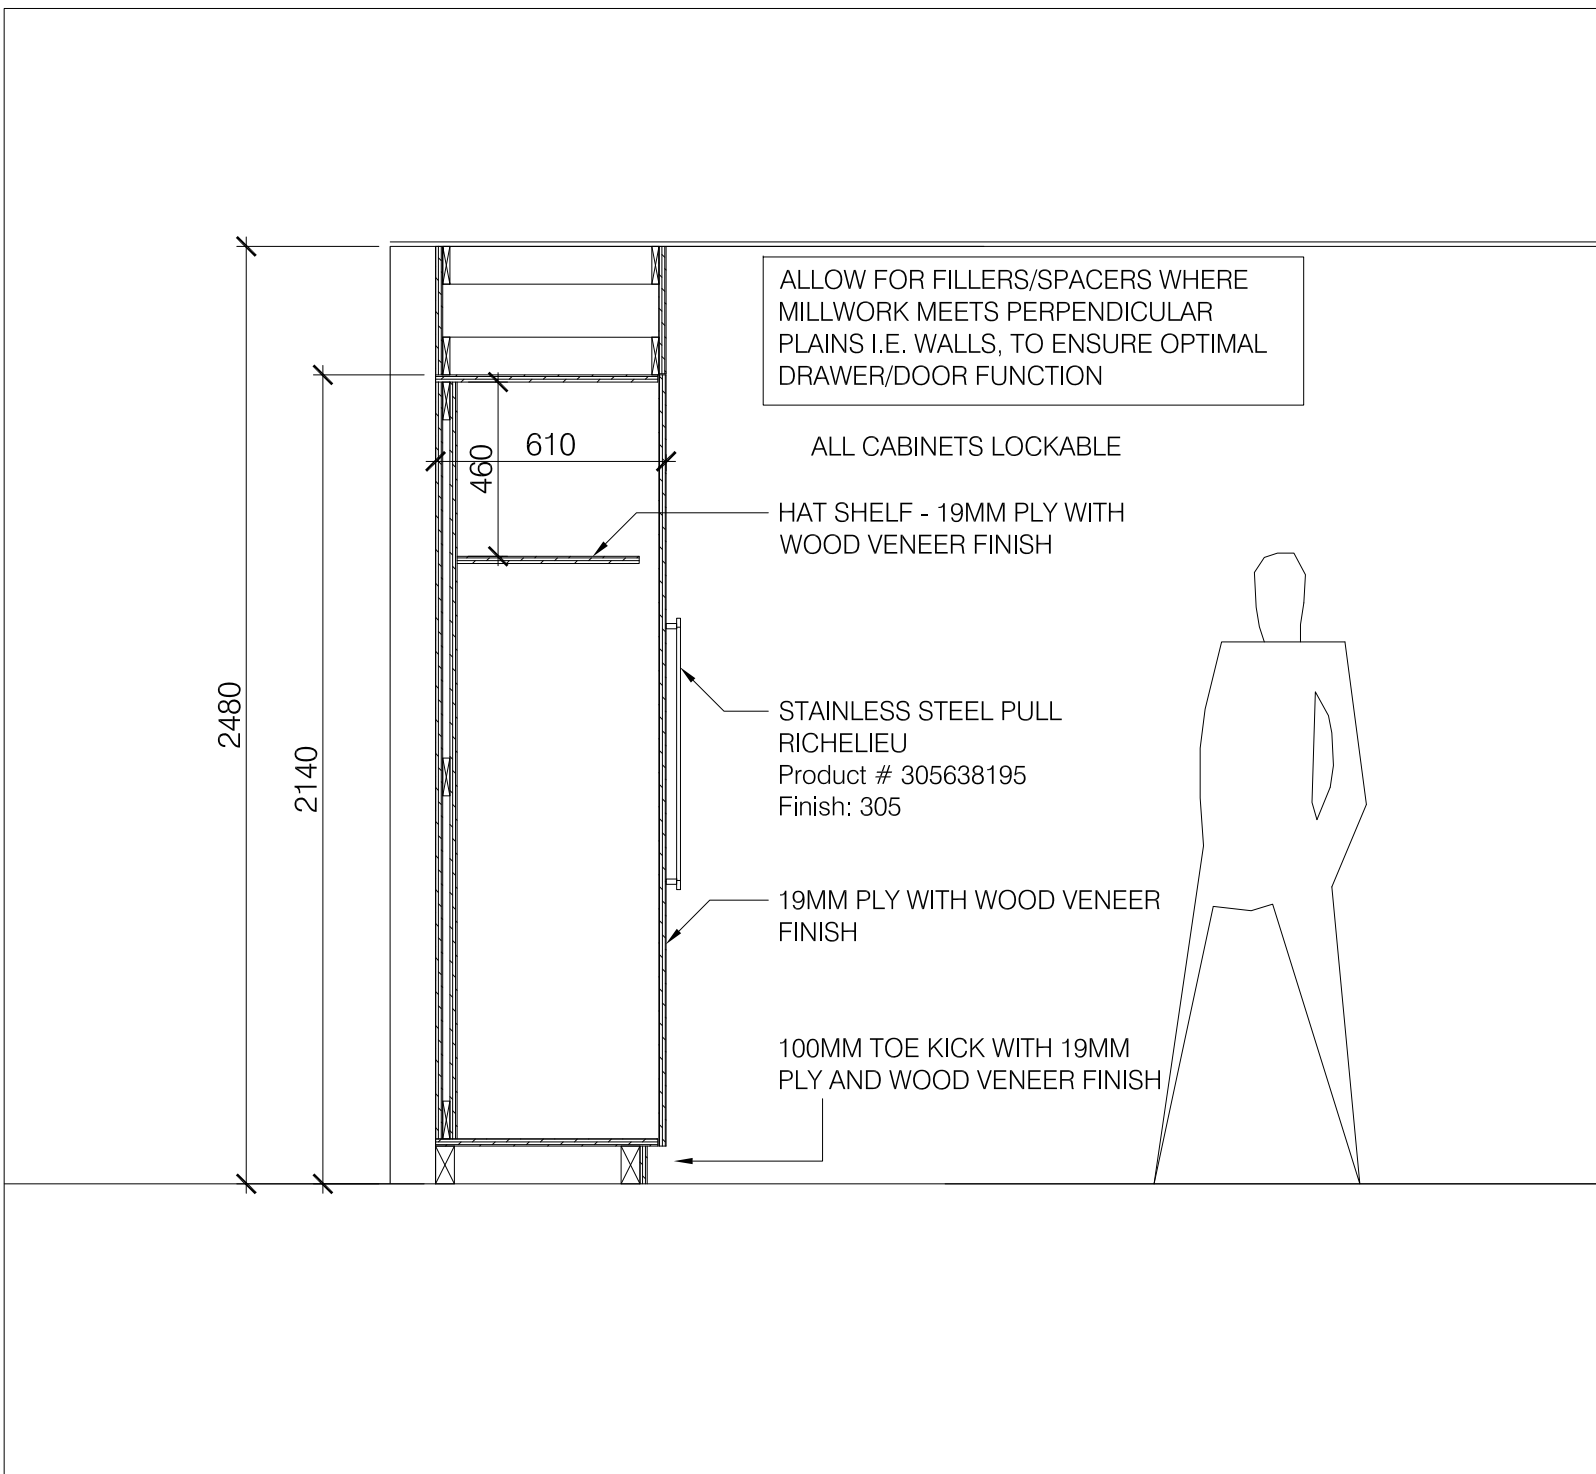 ALLOW FOR FILLERS/SPACERS WHERE
MILLWORK MEETS PERPENDICULAR
PLAINS I.E. WALLS, TO ENSURE OPTIMAL
DRAWER/DOOR FUNCTION
610
460
ALL CABINETS LOCKABLE
HAT SHELF - 19MM PLY WITH
WOOD VENEER FINISH
2480
2140
STAINLESS STEEL PULL
RICHELIEU
Product # 305638195
Finish: 305
19MM PLY WITH WOOD VENEER
FINISH
100MM TOE KICK WITH 19MM
PLY AND WOOD VENEER FINISH